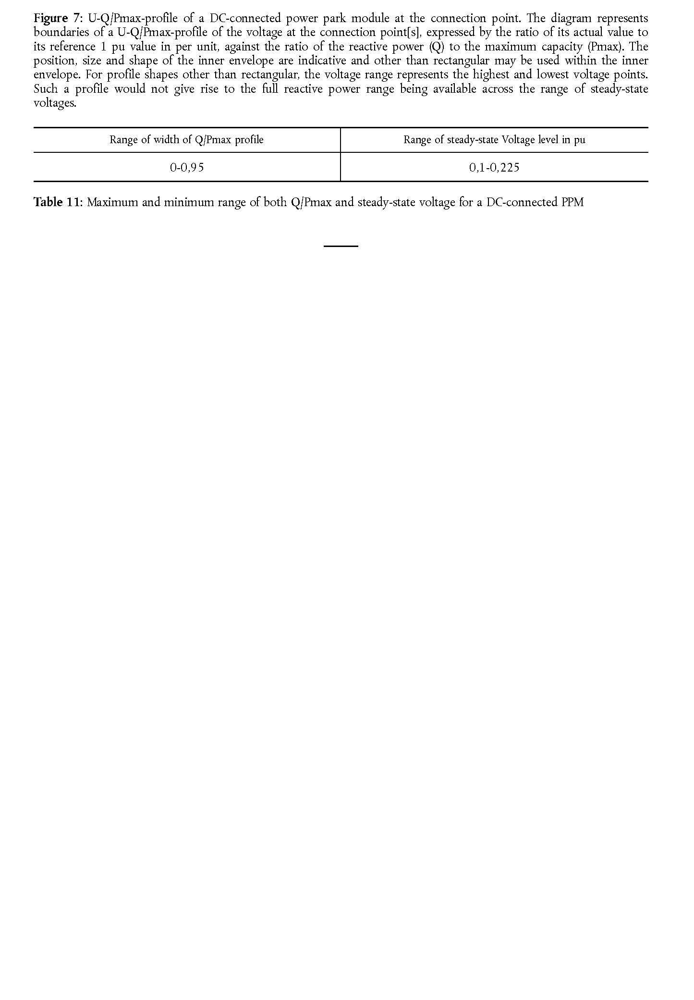 Figure 7: U-Q/Pmax-profile of a DC-connected power park module at the connection point. The diagram represents
boundaries of a U-Q/Pmax-profile of the voltage at the connection point[s], expressed by the ratio of its actual value to
its reference 1 pu value in per unit, against the ratio of the reactive power (Q) to the maximum capacity (Pmax). The
position, size and shape of the inner envelope are indicative and other than rectangular may be used within the inner
envelope. For profile shapes other than rectangular, the voltage range represents the highest and lowest voltage points.
Such a profile would not give rise to the full reactive power range being available across the range of steady-state
voltages.
Range of width of Q/Pmax profile
Range of steady-state Voltage level in pu
0-0,95
0,1-0,225
Table 11: Maximum and minimum range of both Q/Pmax and steady-state voltage for a DC-connected PPM